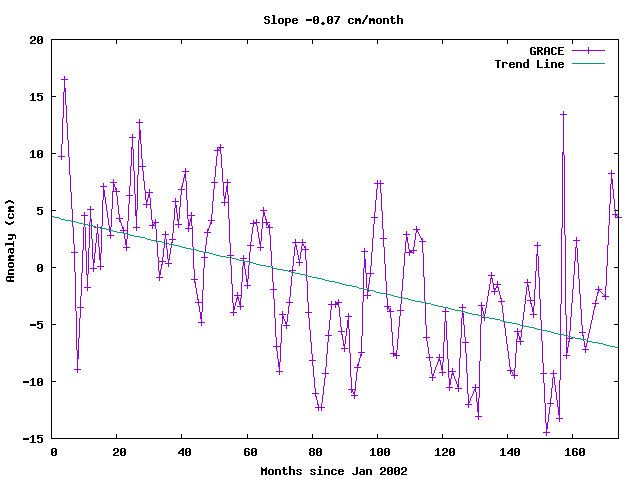 Slope -0.07 cm/month
20
15
10
5
0
-5
-10
-15
Anomaly (cm)
GRACE
Trend Line
0 20 40 60 80 100 120 140 160
Months since Jan 2002